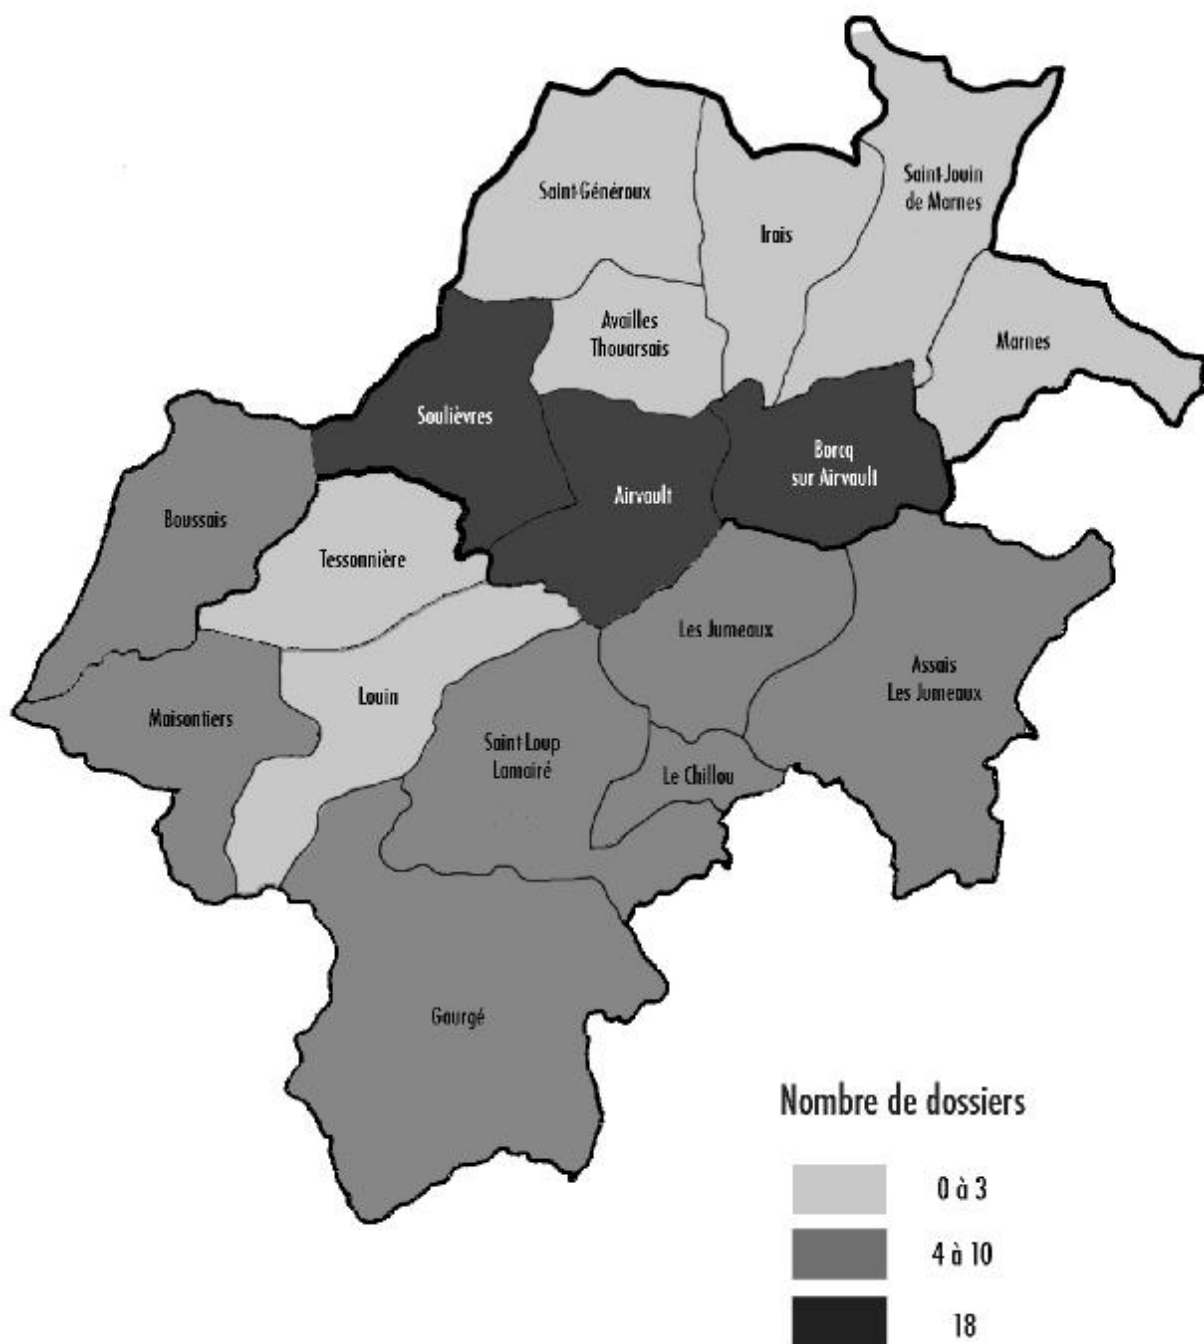 Saint-Jouin
de Marnes
Saint-Généroux
Irais
Availles
Thouarsais
Marnes
Soulièvres
Borcq
sur Airvault
Airvault
Boussais
Tessonnière
Les Jumeaux
Assais
Les Jumeaux
Louin
Maisontiers
Saint-Loup
Lamairé
Le Chillou
Gourgé
Nombre de dossiers
0 à 3
4 à 10
18